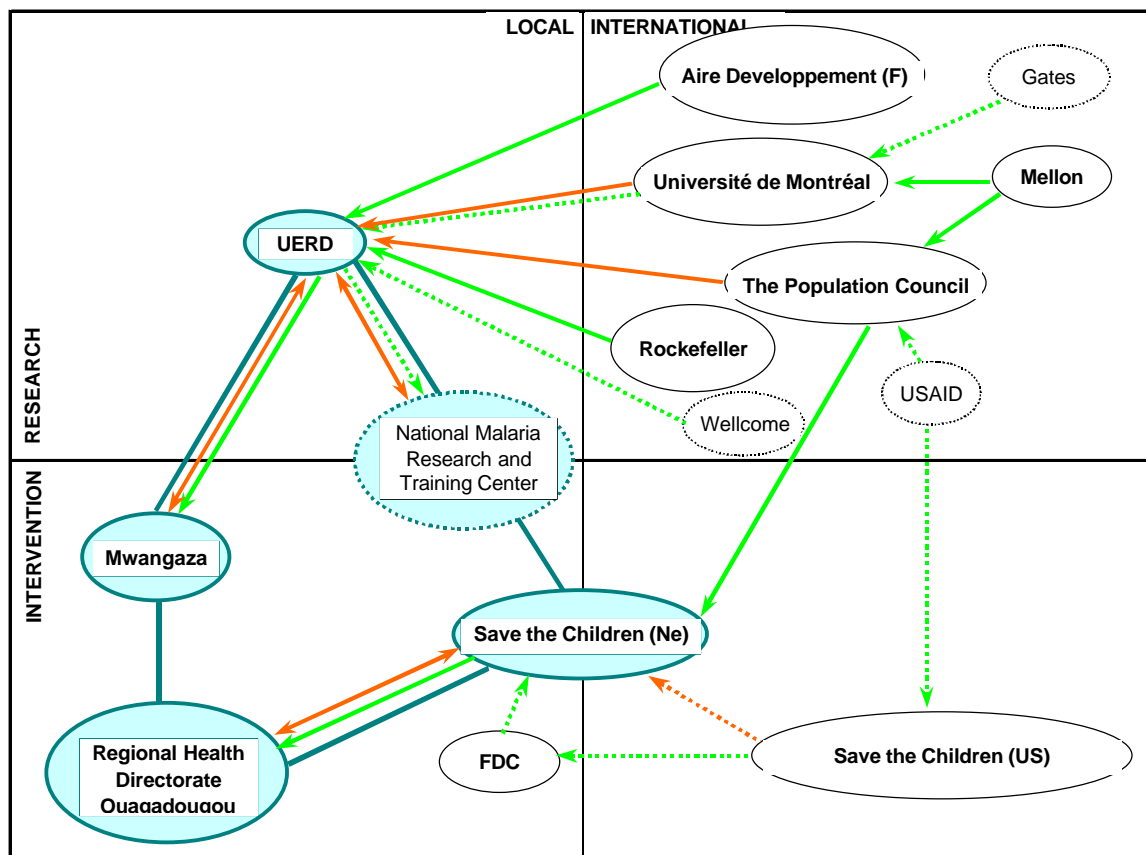 LOCAL
INTERNATIONAL
Aire Developpement (F)
Gates
Université de Montréal
Mellon
UERD
The Population Council
Rockefeller
USAID
Wellcome
RESEARCH
National Malaria
Research and
Training Center
INTERVENTION
Mwangaza
Save the Children (Ne)
Regional Health
Directorate
Ouagadougou
FDC
Save the Children (US)